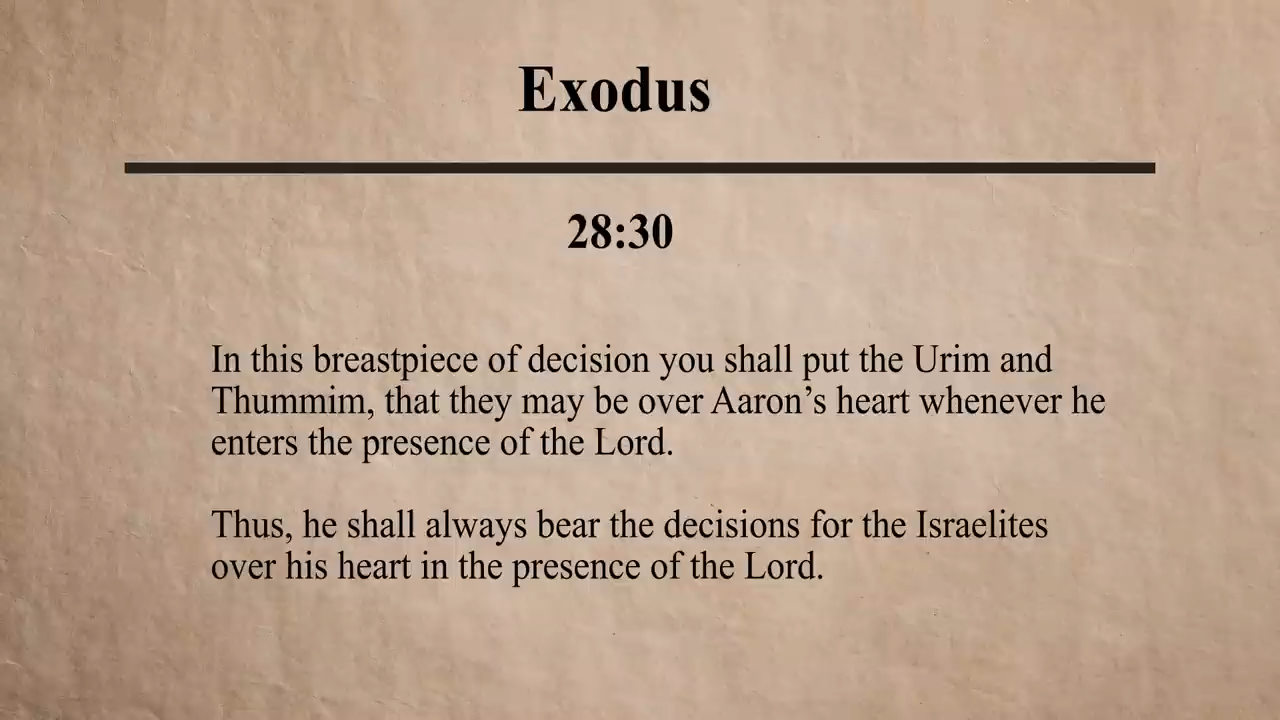 Exodus
28:30
In this breastpiece of decision you shall put the Urim and
Thummim, that they may be over Aaron’s heart whenever he
enters the presence of the Lord.
Thus, he shall always bear the decisions for the Israelites
over his heart in the presence of the Lord.